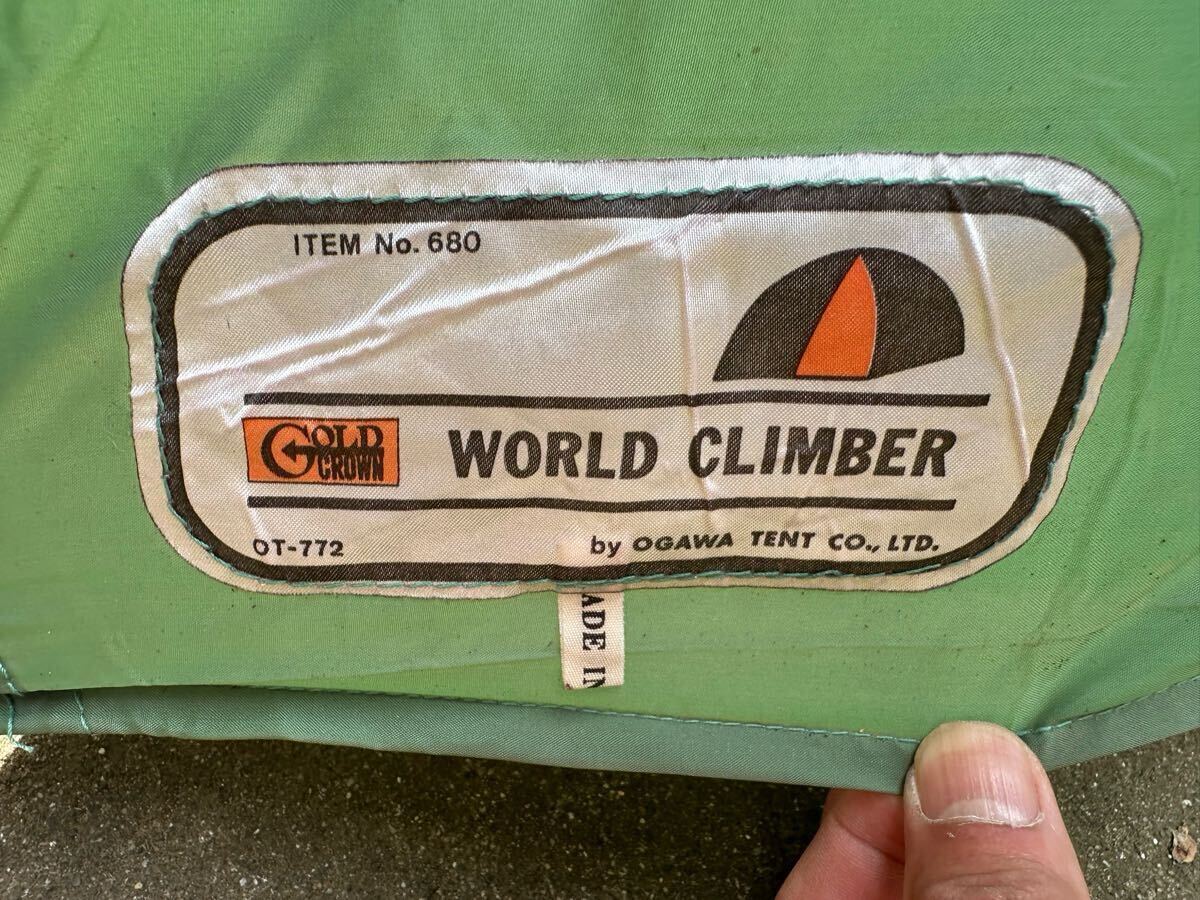 ITEM No. 680
GOLD CROWN
WORLD CLIMBER
OT-772
by OGAWA TENT CO., LTD.
ADE IN